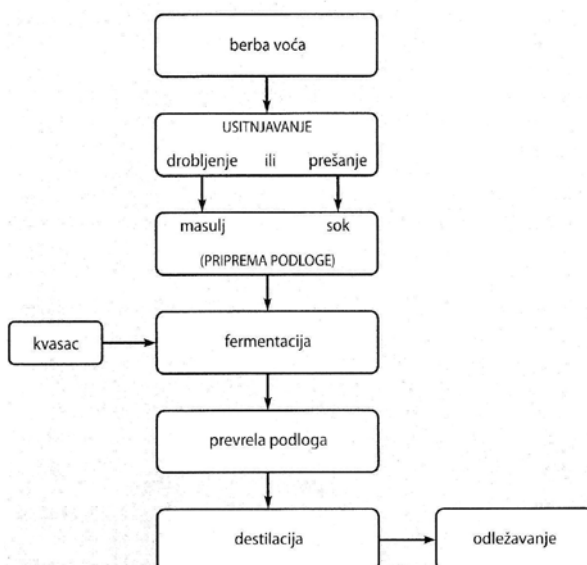 berba voća
USITNJAVANJE
drobljenje ili prešanje
masulj sok
(PRIPREMA PODLOGE)
kvasac
fermentacija
prevrela podloga
destilacija
odležavanje